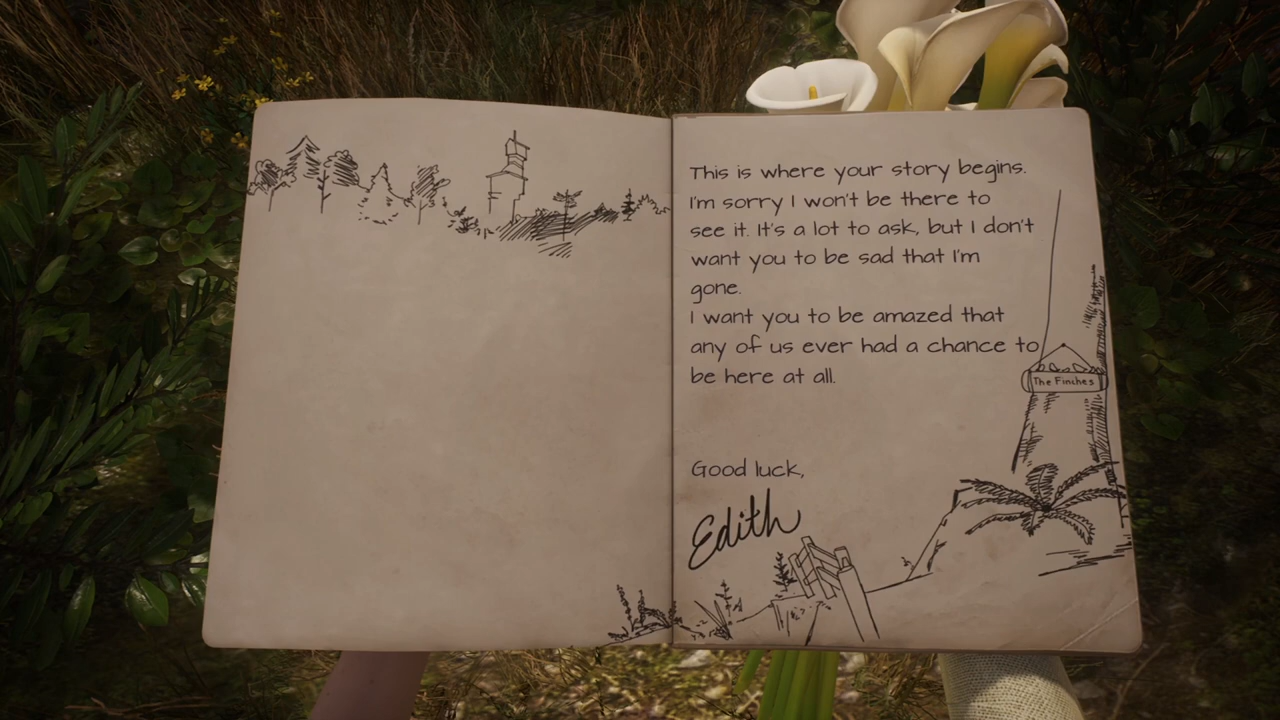 This is where your story begins.
I'm sorry I won't be there to
see it. It's a lot to ask, but I don't
want you to be sad that I'm
gone.
I want you to be amazed that
any of us ever had a chance to
be here at all.
The Finches
Good luck,
Edith